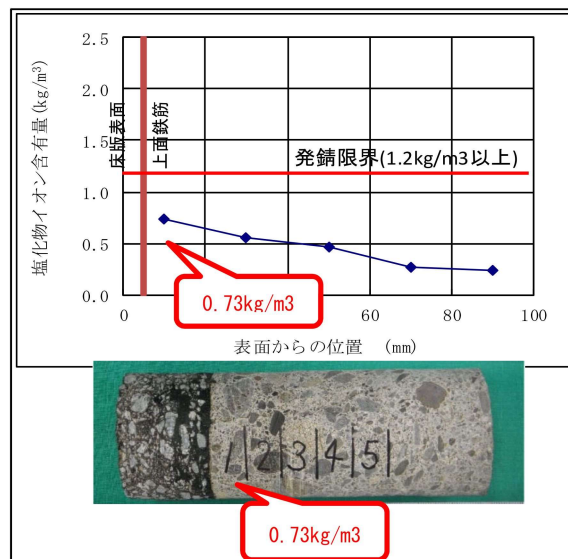 塩化物イオン含有量(kg/m³)
2.5
2.0
1.5
1.0
0.5
0.0
床版表面
上面鉄筋
発錆限界(1.2kg/m3以上)
0.73kg/m3
0 20 40 60 80 100
表面からの位置 (mm)
1|2|3|4|5|
0.73kg/m3